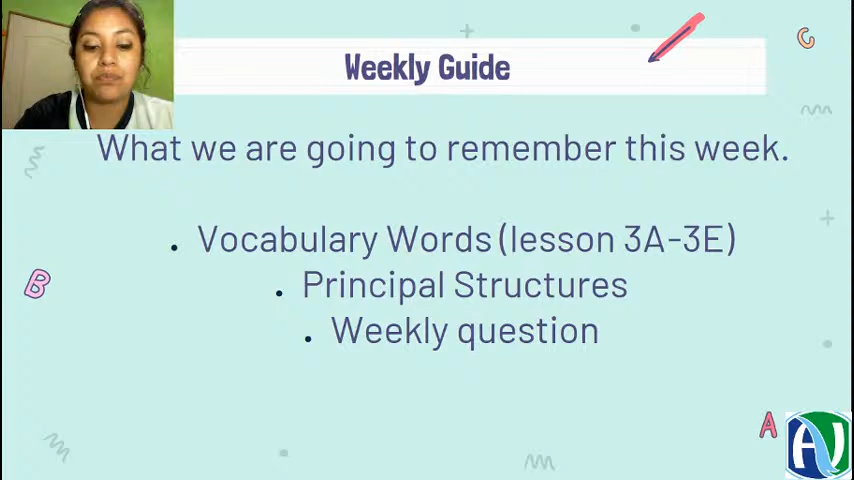 Weekly Guide
C
What we are going to remember this week.
. Vocabulary Words (lesson 3A-3E)
. Principal Structures
B
. Weekly question
A
AJ